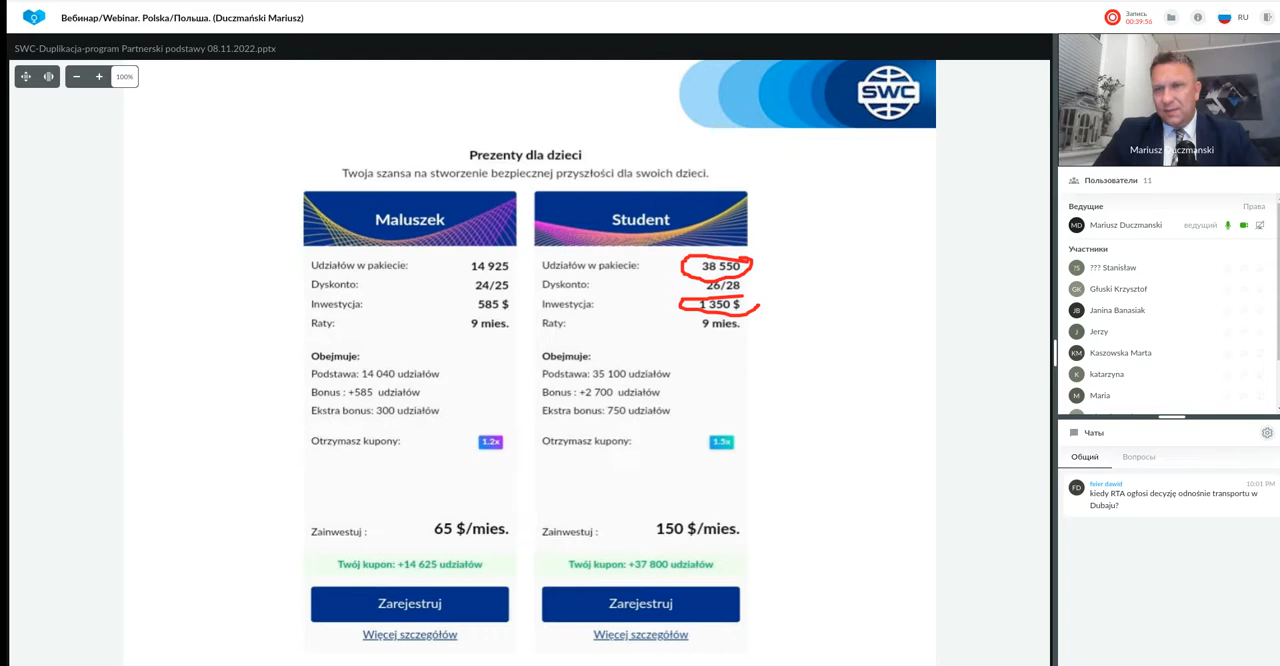 Вебинар/Webinar. Polska/Польша. (Duczmański Mariusz)
Запись
00:39:56
RU
SWC-Duplikacja-program Partnerski podstawy 08.11.2022.pptx
100%
SWC
Prezenty dla dzieci
Twoja szansa na stworzenie bezpiecznej przyszłości dla swoich dzieci.
Maluszek
Udziałów w pakiecie: 14 925
Dyskonto: 24/25
Inwestycja: 585 $
Raty: 9 mies.
Obejmuje:
Podstawa: 14 040 udziałów
Bonus : +585 udziałów
Ekstra bonus: 300 udziałów
Otrzymasz kupony: 1.2x
Zainwestuj : 65 $/mies.
Twój kupon: +14 625 udziałów
Zarejestruj
Więcej szczegółów
Student
Udziałów w pakiecie: 38 550
Dyskonto: 26/28
Inwestycja: 1 350 $
Raty: 9 mies.
Obejmuje:
Podstawa: 35 100 udziałów
Bonus : +2 700 udziałów
Ekstra bonus: 750 udziałów
Otrzymasz kupony: 1.5x
Zainwestuj : 150 $/mies.
Twój kupon: +37 800 udziałów
Zarejestruj
Więcej szczegółów
Mariusz Duczmanski
Пользователи 11
Ведущие Права
MD Mariusz Duczmanski ведущий
Участники
?S ??? Stanisław
GK Głuski Krzysztof
JB Janina Banasiak
J Jerzy
KM Kaszowska Marta
K katarzyna
M Maria
Чаты
Общий Вопросы
FD feier dawid 10:01 PM
kiedy RTA ogłosi decyzję odnośnie transportu w
Dubaju?